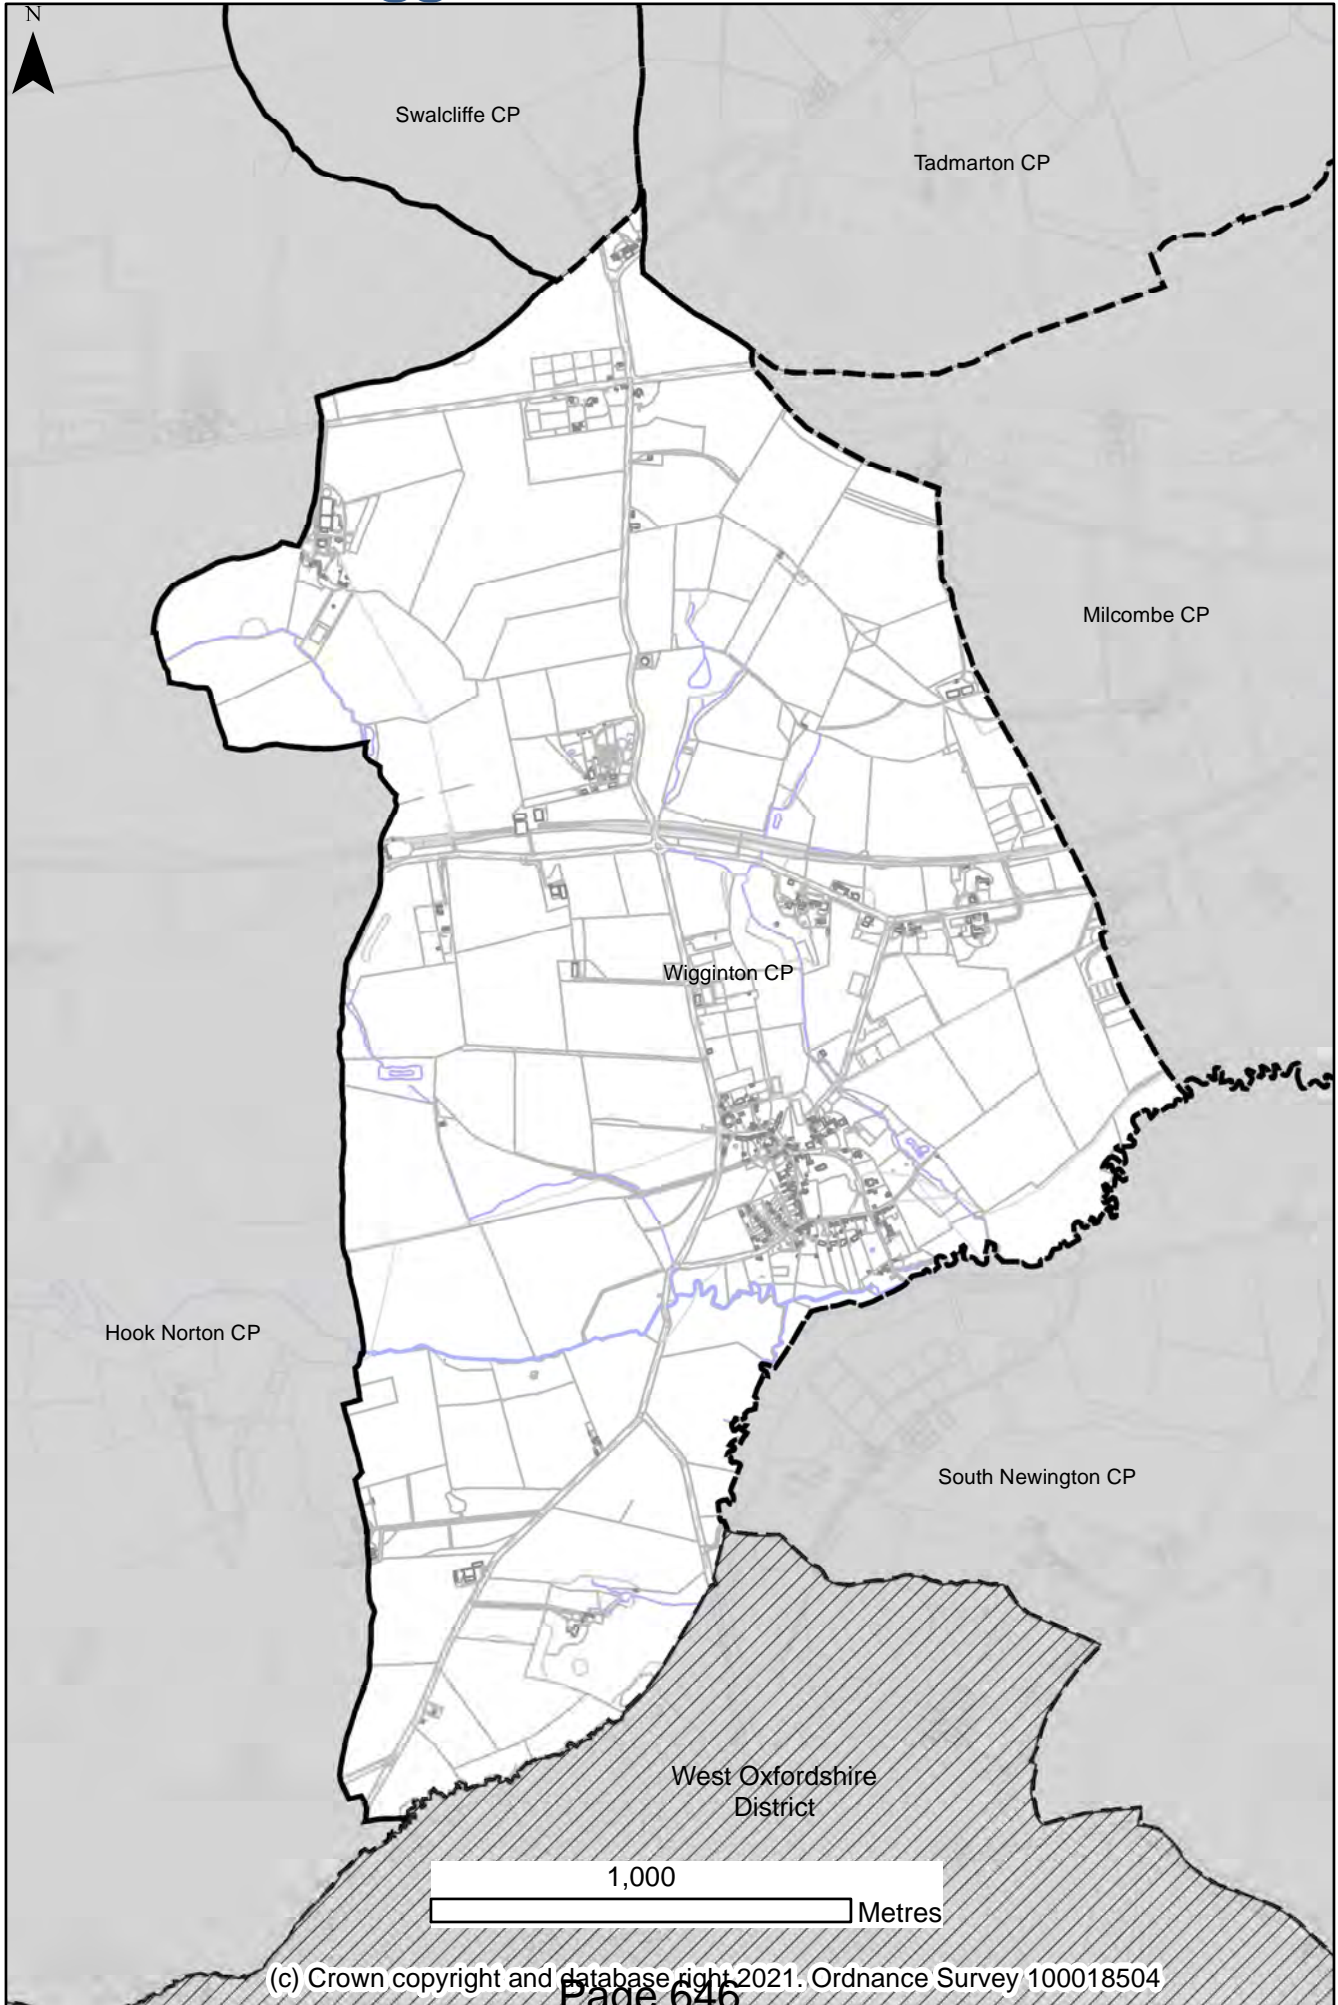 N
Swalcliffe CP
Tadmarton CP
Milcombe CP
Wigginton CP
Hook Norton CP
South Newington CP
West Oxfordshire
District
1,000
Metres
(c) Crown copyright and database right 2021. Ordnance Survey 100018504
Page 646